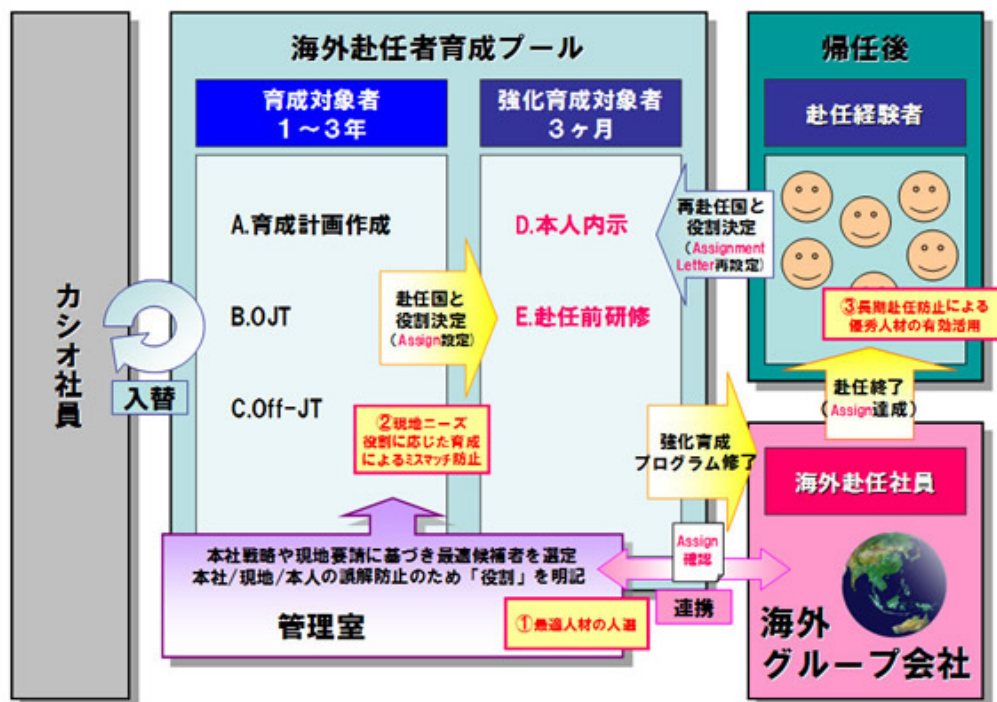 カシオ社員
入替
海外赴任者育成プール
育成対象者
1～3年
A.育成計画作成
B.OJT
C.Off-JT
赴任国と
役割決定
(Assign設定)
②現地ニーズ
役割に応じた育成
によるミスマッチ防止
強化育成対象者
3ヶ月
D.本人内示
E.赴任前研修
再赴任国と
役割決定
(Assignment
Letter再設定)
強化育成
プログラム修了
本社戦略や現地要請に基づき最適候補者を選定
本社/現地/本人の誤解防止のため「役割」を明記
管理室
①最適人材の人選
Assign
確認
連携
帰任後
赴任経験者
③長期赴任防止による
優秀人材の有効活用
赴任終了
(Assign達成)
海外赴任社員
海外
グループ会社